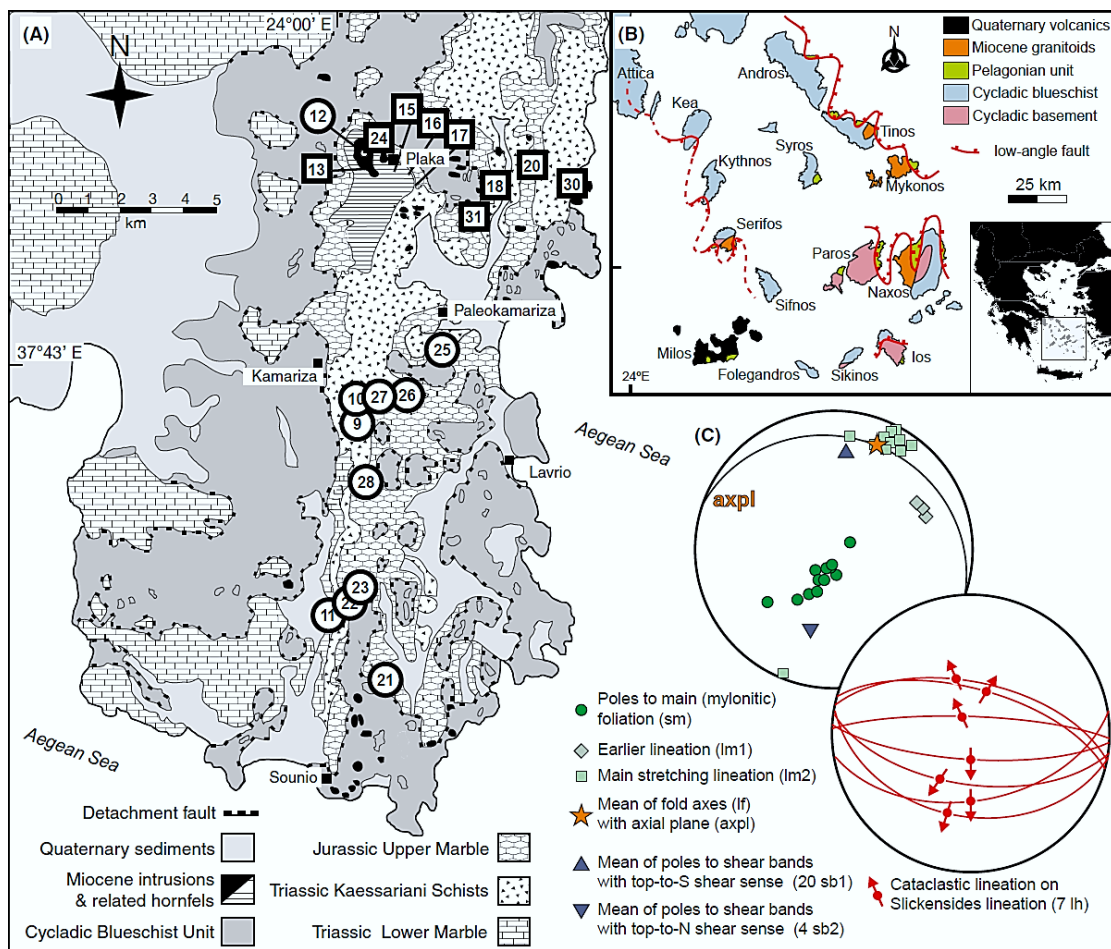 (A)
24°00’ E
N
12
15
16
17
24
Plaka
13
20
18
30
31
0 1 2 3 4 5
km
Paleokamariza
37°43’ E
25
Kamariza
10
27
26
9
Aegean Sea
Lavrio
28
23
22
11
21
Aegean Sea
Sounio
Detachment fault
Quaternary sediments
Miocene intrusions
& related hornfels
Cycladic Blueschist Unit
Jurassic Upper Marble
Triassic Kaessariani Schists
Triassic Lower Marble
(B)
N
Quaternary volcanics
Miocene granitoids
Pelagonian unit
Cycladic blueschist
Cycladic basement
low-angle fault
25 km
Attica
Andros
Kea
Tinos
Syros
Kythnos
Mykonos
Serifos
Paros
Naxos
Sifnos
Milos
Ios
Folegandros
Sikinos
24°E
(C)
axpl
Poles to main (mylonitic)
foliation (sm)
Earlier lineation (lm1)
Main stretching lineation (lm2)
Mean of fold axes (lf)
with axial plane (axpl)
Mean of poles to shear bands
with top-to-S shear sense (20 sb1)
Mean of poles to shear bands
with top-to-N shear sense (4 sb2)
Cataclastic lineation on
Slickensides lineation (7 lh)